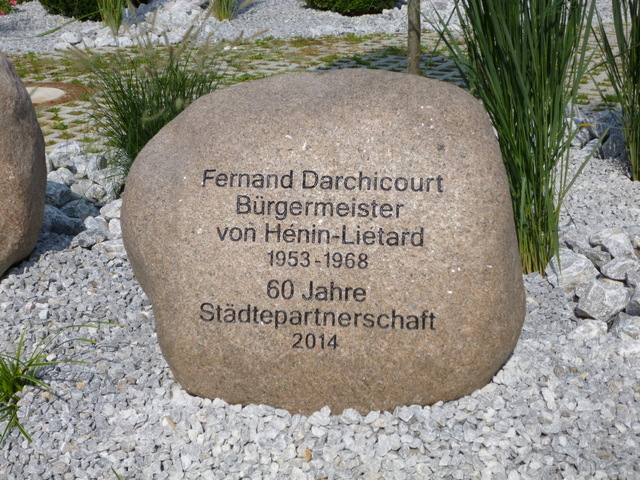 Fernand Darchicourt
Bürgermeister
von Hénin-Liétard
1953-1968
60 Jahre
Städtepartnerschaft
2014